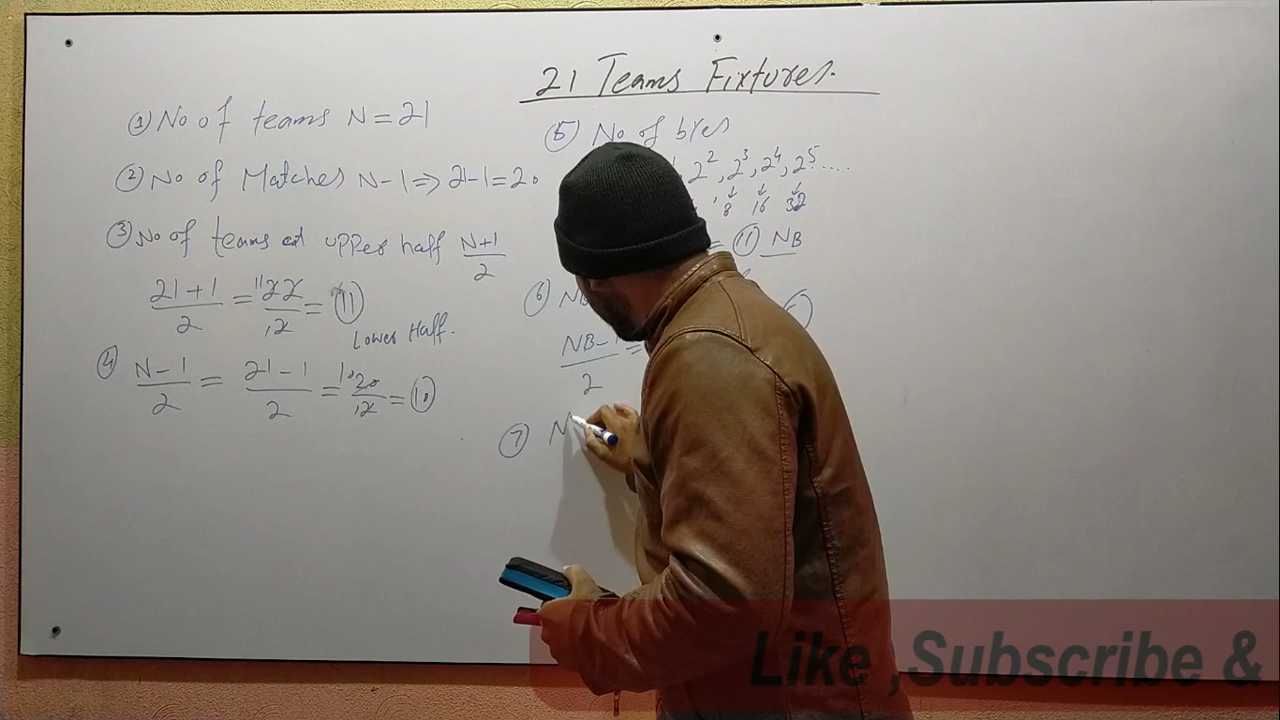 21 Teams Fixtures.
① No of teams N = 21
② No of Matches N-1 ⇒ 21-1=20
③ No of teams at upper half N+1/2
21+1/2 = 22/2 = ⑪
Lower Half.
④ N-1/2 = 21-1/2 = 20/2 = ⑩
⑤ No of byes
2², 2³, 2⁴, 2⁵ ....
8 16 32
= ⑪ NB
⑥
NB-1/2 =
⑦ N
Like ,Subscribe &